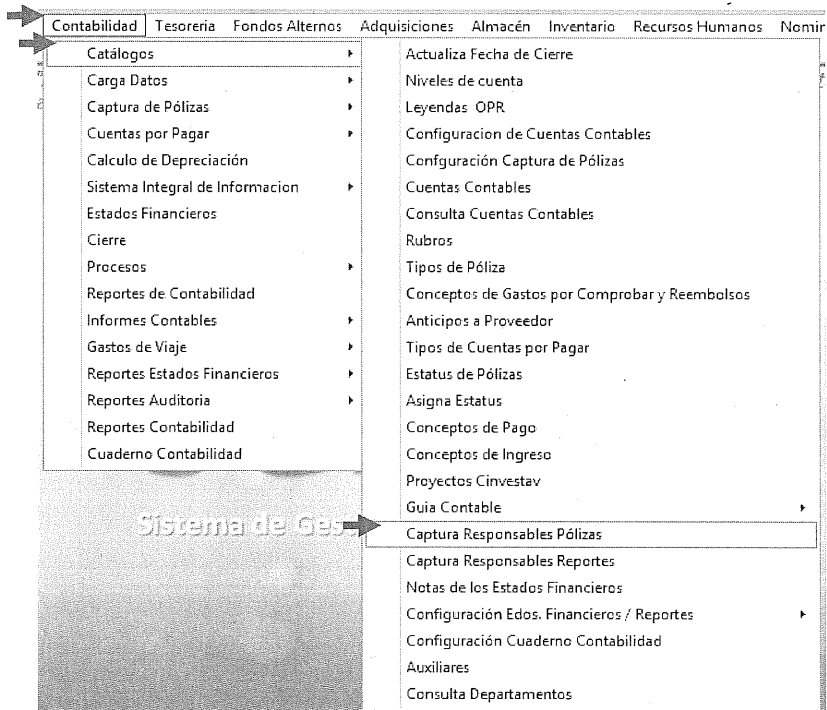 Contabilidad Tesoreria Fondos Alternos Adquisiciones Almacén Inventario Recursos Humanos Nomir
Catálogos
Carga Datos
Captura de Pólizas
Cuentas por Pagar
Calculo de Depreciación
Sistema Integral de Informacion
Estados Financieros
Cierre
Procesos
Reportes de Contabilidad
Informes Contables
Gastos de Viaje
Reportes Estados Financieros
Reportes Auditoria
Reportes Contabilidad
Cuaderno Contabilidad
Actualiza Fecha de Cierre
Niveles de cuenta
Leyendas OPR
Configuracion de Cuentas Contables
Confguración Captura de Pólizas
Cuentas Contables
Consulta Cuentas Contables
Rubros
Tipos de Póliza
Conceptos de Gastos por Comprobar y Reembolsos
Anticipos a Proveedor
Tipos de Cuentas por Pagar
Estatus de Pólizas
Asigna Estatus
Conceptos de Pago
Conceptos de Ingreso
Proyectos Cinvestav
Guia Contable
Captura Responsables Pólizas
Captura Responsables Reportes
Notas de los Estados Financieros
Configuración Edos. Financieros / Reportes
Configuración Cuaderno Contabilidad
Auxiliares
Consulta Departamentos
Sistema de Ges